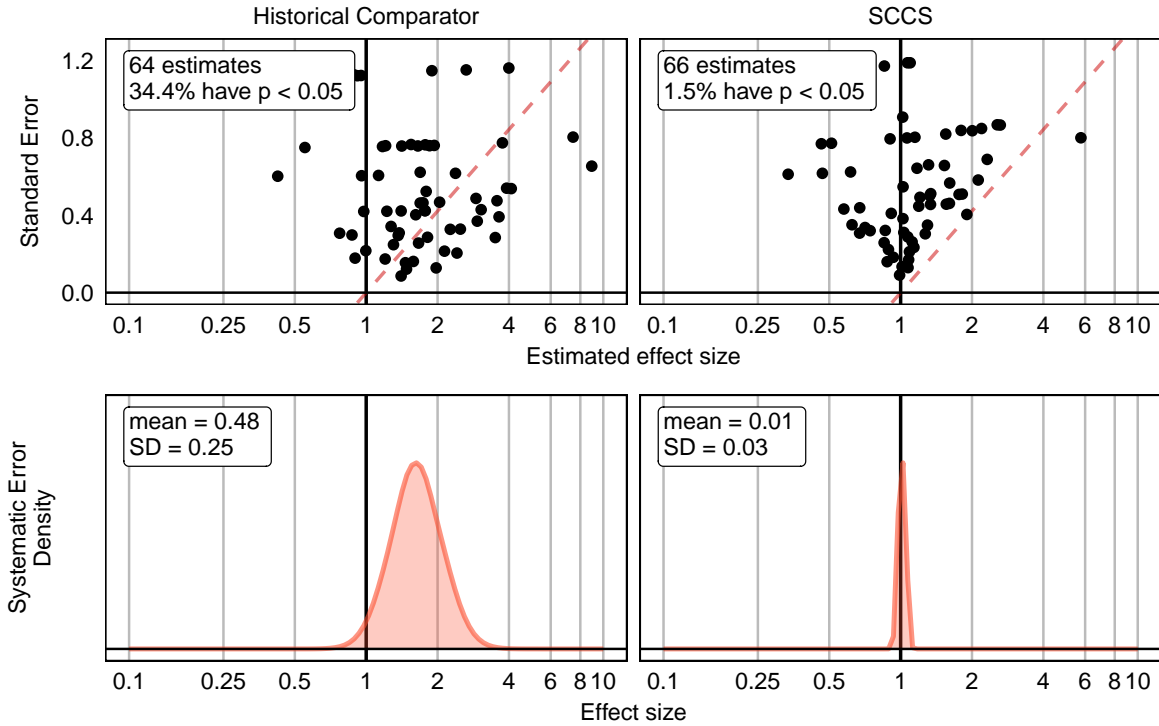 Historical Comparator
SCCS
Standard Error
1.2
0.8
0.4
0.0
64 estimates
34.4% have p < 0.05
66 estimates
1.5% have p < 0.05
0.1 0.25 0.5 1 2 4 6 8 10
0.1 0.25 0.5 1 2 4 6 8 10
Estimated effect size
Systematic Error
Density
mean = 0.48
SD = 0.25
mean = 0.01
SD = 0.03
0.1 0.25 0.5 1 2 4 6 8 10
0.1 0.25 0.5 1 2 4 6 8 10
Effect size